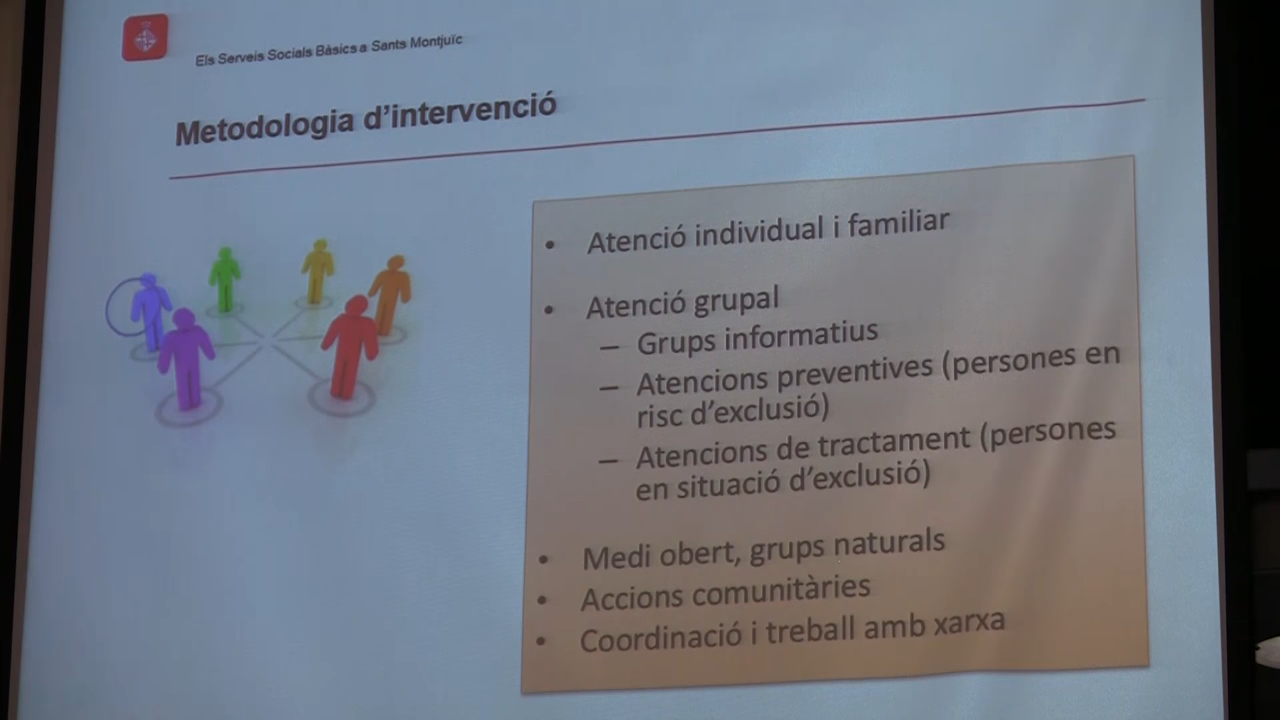 Els Serveis Socials Bàsics a Sants Montjuïc
Metodologia d'intervenció
• Atenció individual i familiar
• Atenció grupal
– Grups informatius
– Atencions preventives (persones en
risc d'exclusió)
– Atencions de tractament (persones
en situació d'exclusió)
• Medi obert, grups naturals
• Accions comunitàries
• Coordinació i treball amb xarxa